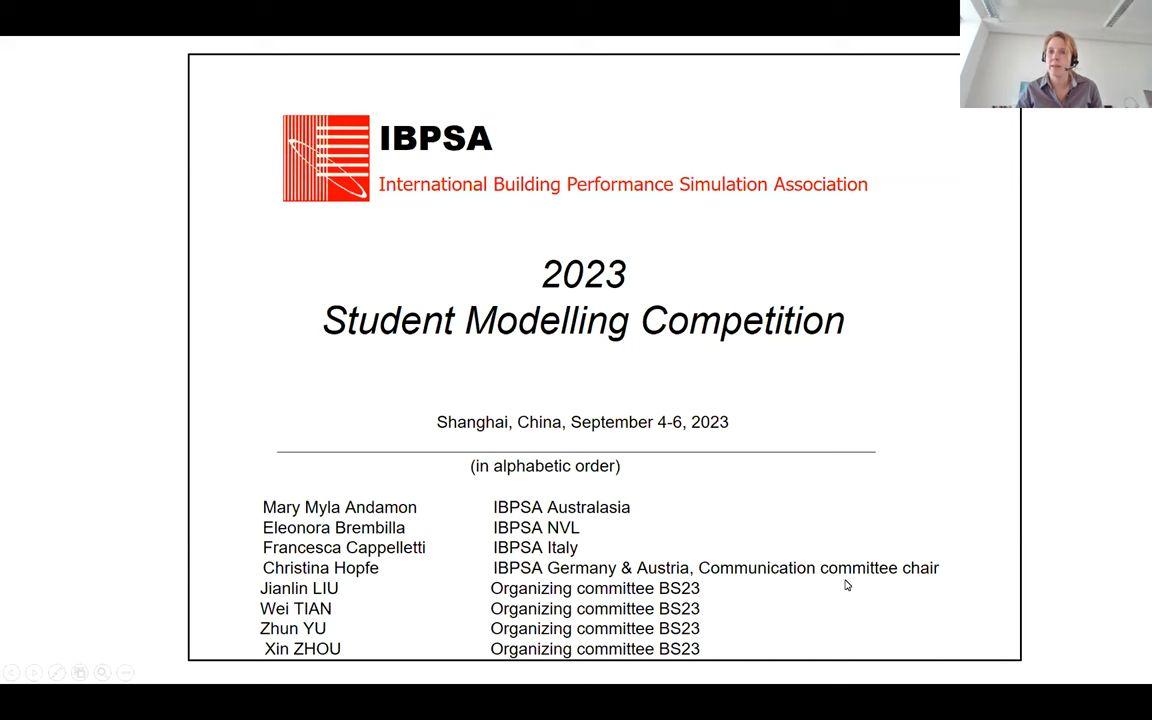 IBPSA
International Building Performance Simulation Association
2023
Student Modelling Competition
Shanghai, China, September 4-6, 2023
(in alphabetic order)
Mary Myla Andamon IBPSA Australasia
Eleonora Brembilla IBPSA NVL
Francesca Cappelletti IBPSA Italy
Christina Hopfe IBPSA Germany & Austria, Communication committee chair
Jianlin LIU Organizing committee BS23
Wei TIAN Organizing committee BS23
Zhun YU Organizing committee BS23
Xin ZHOU Organizing committee BS23